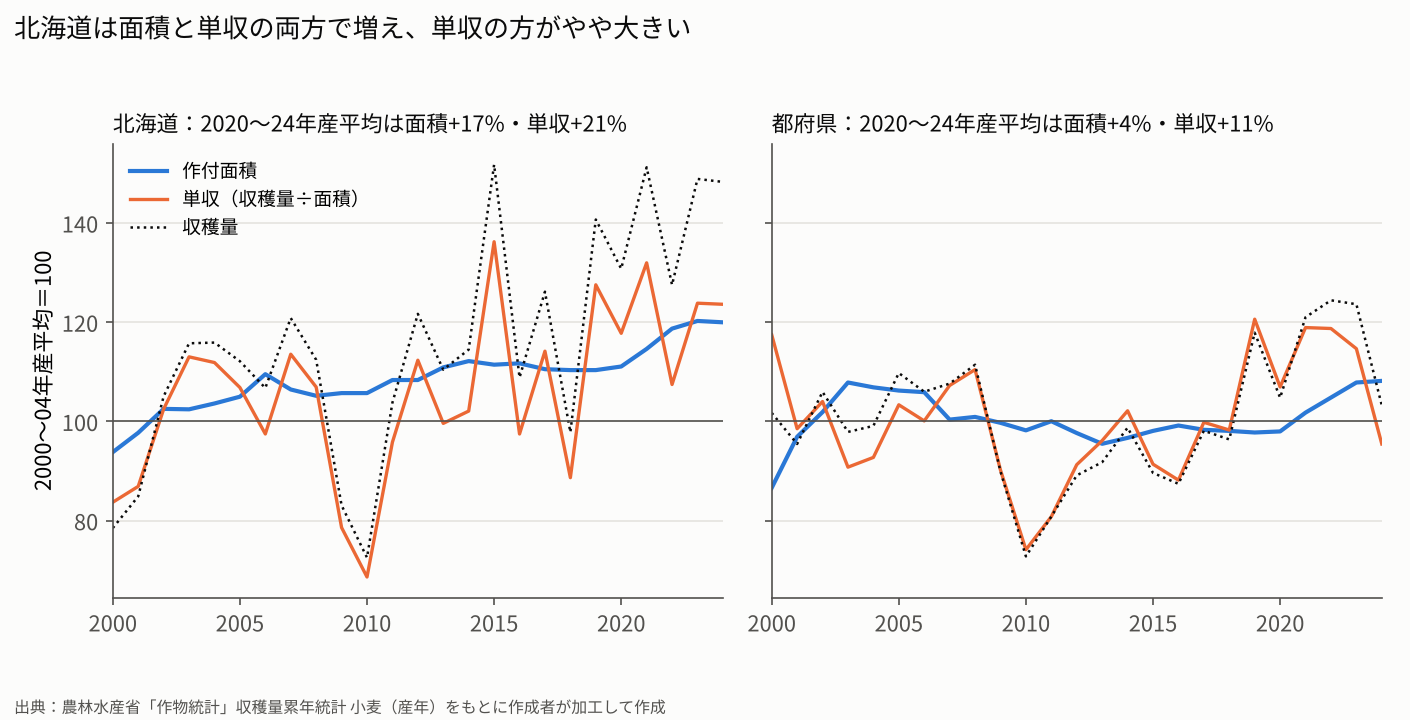 北海道は面積と単収の両方で増え、単収の方がやや大きい
北海道：2020～24年産平均は面積+17%・単収+21%
都府県：2020～24年産平均は面積+4%・単収+11%
作付面積
単収（収穫量÷面積）
収穫量
2000～04年産平均＝100
140
120
100
80
2000
2005
2010
2015
2020
2000
2005
2010
2015
2020
出典：農林水産省「作物統計」収穫量累年統計 小麦（産年）をもとに作成者が加工して作成